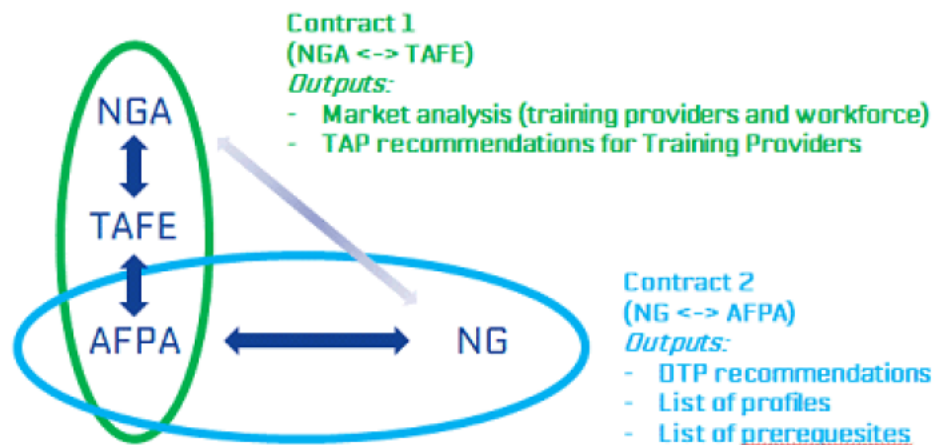 Contract 1
(NGA <-> TAFE)
Outputs:
- Market analysis (training providers and workforce)
- TAP recommendations for Training Providers
NGA
TAFE
AFPA
NG
Contract 2
(NG <-> AFPA)
Outputs:
- DTP recommendations
- List of profiles
- List of prerequesites